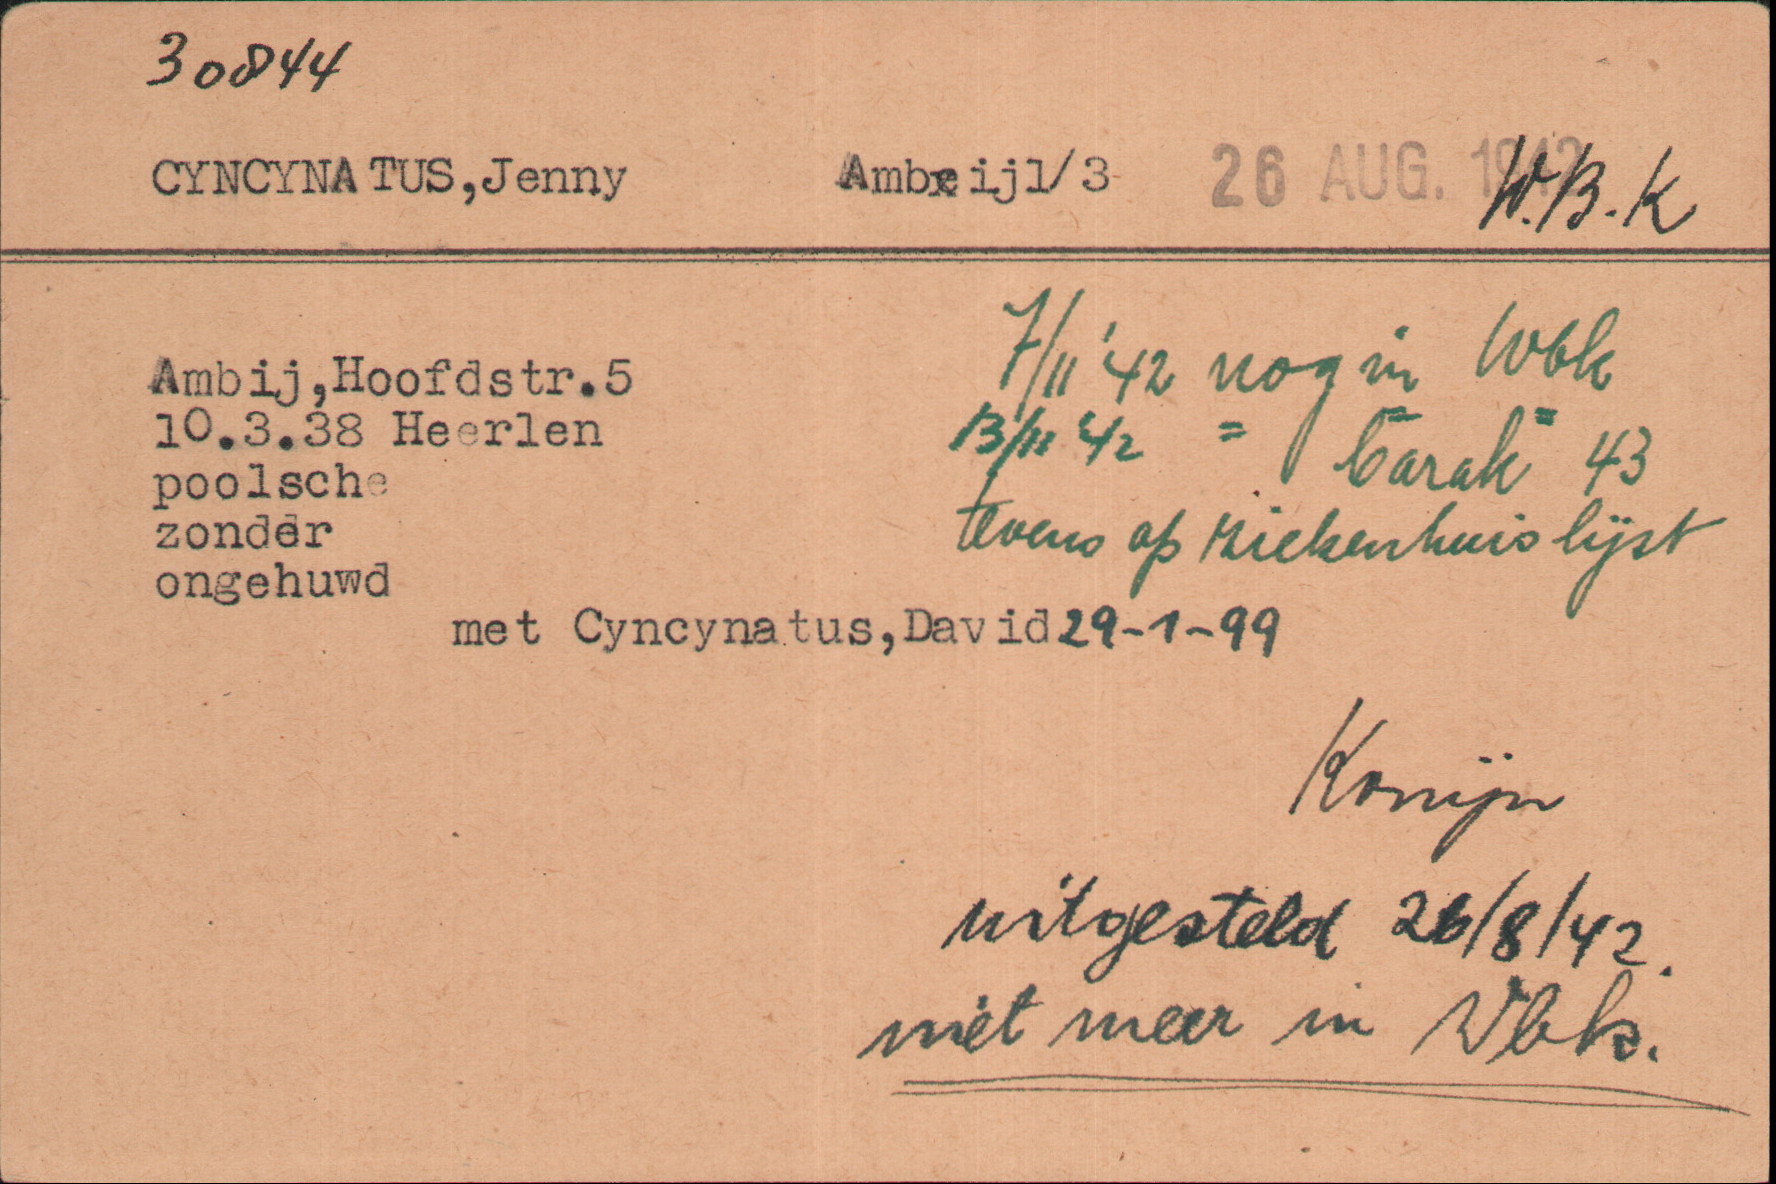 30844
CYNCYNATUS,Jenny Ambeijl/3 26 AUG. 1942 W.B.K
Ambij,Hoofdstr.5
10.3.38 Heerlen
poolsche
zonder
ongehuwd
met Cyncynatus,David 29-1-99
7/11 '42 nog in Wbk
13/11 '42 = barak 43
tevens op ziekenhuislijst
Konijn
uitgesteld 26/8/42.
niet meer in Wbk.